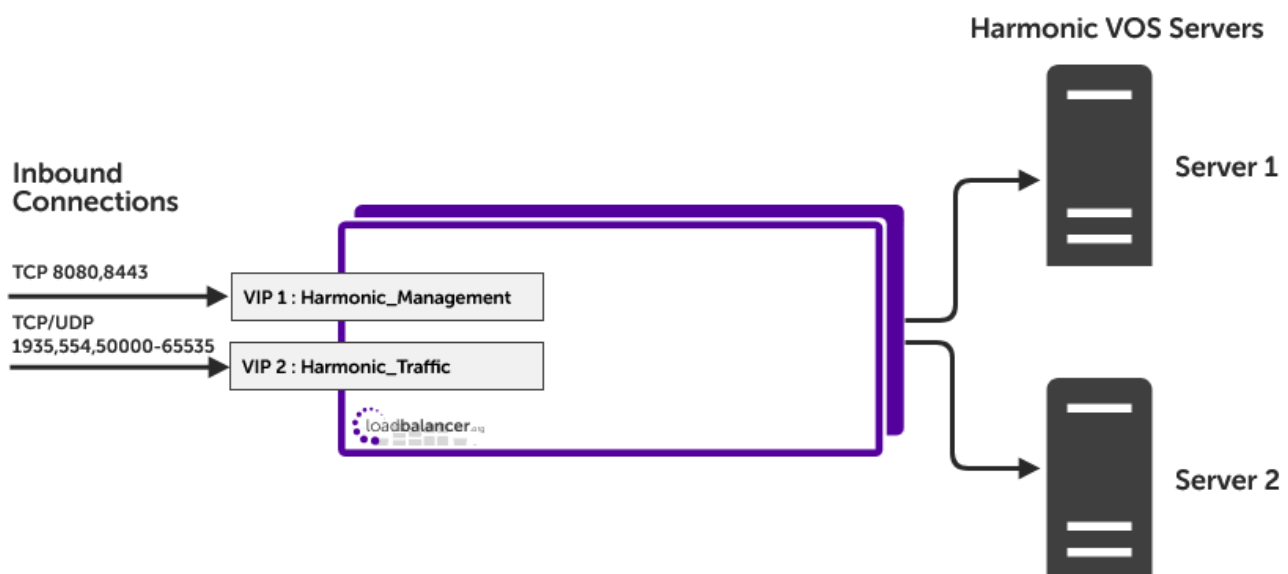 Harmonic VOS Servers
Server 1
Inbound
Connections
TCP 8080,8443
VIP 1 : Harmonic_Management
TCP/UDP
1935,554,50000-65535
VIP 2 : Harmonic_Traffic
loadbalancer.org
Server 2